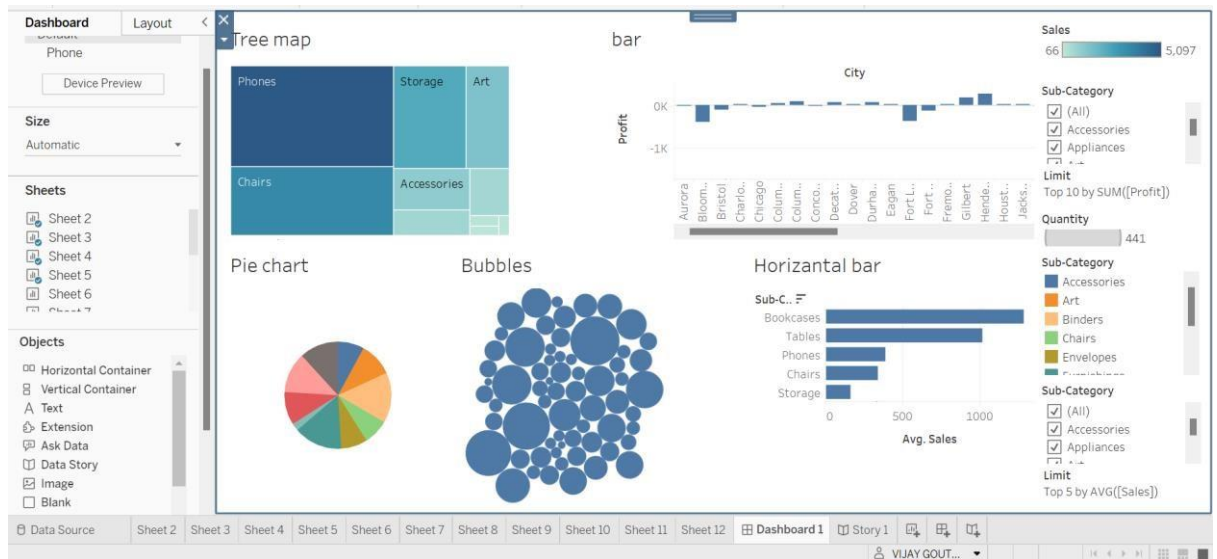 Dashboard
Layout
Default
Phone
Device Preview
Size
Automatic
Sheets
Sheet 2
Sheet 3
Sheet 4
Sheet 5
Sheet 6
Sheet 7
Objects
Horizontal Container
Vertical Container
Text
Extension
Ask Data
Data Story
Image
Blank
Tree map
Phones
Storage
Art
Chairs
Accessories
bar
City
Profit
0K
-1K
Aurora
Bloom..
Bristol
Charlo..
Chicago
Colum..
Colum..
Conco..
Decat..
Dover
Durha..
Eagan
Fort L..
Fort ..
Fremo..
Gilbert
Hende..
Houst..
Jacks..
Pie chart
Bubbles
Horizantal bar
Sub-C..
Bookcases
Tables
Phones
Chairs
Storage
0 500 1000
Avg. Sales
Sales
66 5,097
Sub-Category
(All)
Accessories
Appliances
Art
Limit
Top 10 by SUM([Profit])
Quantity
441
Sub-Category
Accessories
Art
Binders
Chairs
Envelopes
Furnishings
Sub-Category
(All)
Accessories
Appliances
Art
Limit
Top 5 by AVG([Sales])
Data Source Sheet 2 Sheet 3 Sheet 4 Sheet 5 Sheet 6 Sheet 7 Sheet 8 Sheet 9 Sheet 10 Sheet 11 Sheet 12 Dashboard 1 Story 1
VIJAY GOUT...